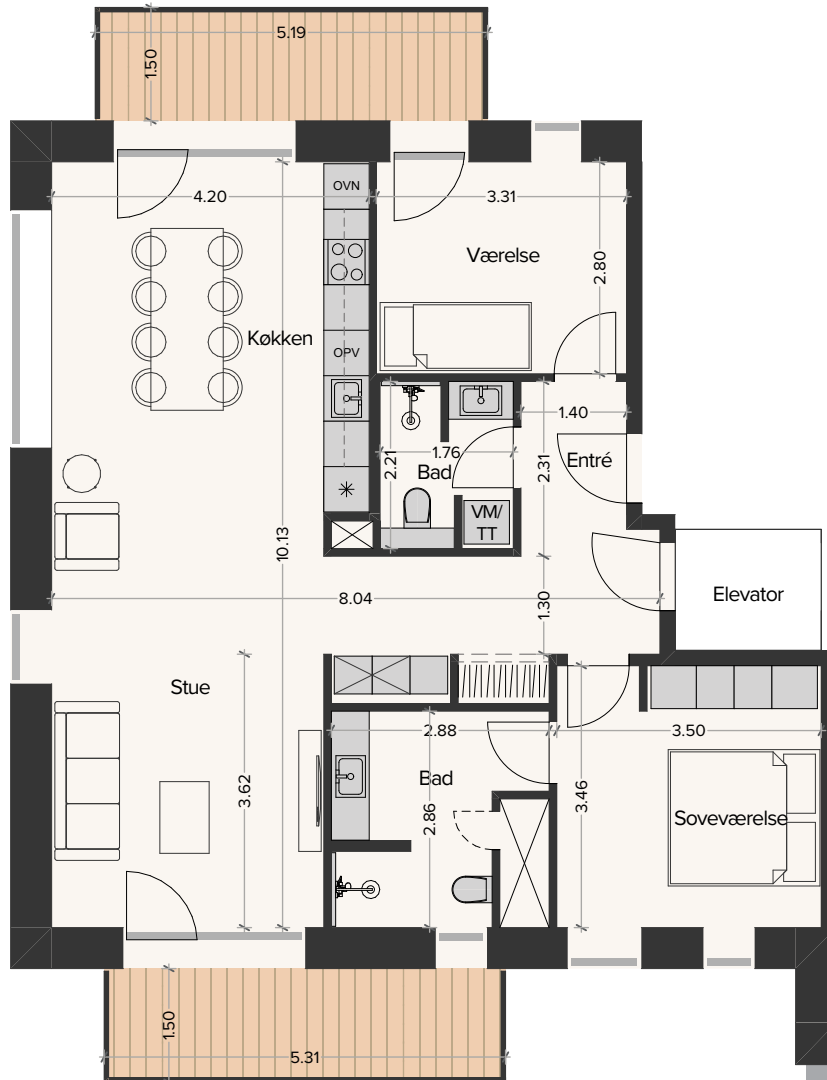 5.19
1.50
OVN
4.20
3.31
Værelse
2.80
Køkken
OPV
1.40
1.76
Bad
2.21
Entré
2.31
VM/
TT
10.13
8.04
1.30
Elevator
Stue
2.88
3.50
Bad
3.62
2.86
3.46
Soveværelse
1.50
5.31